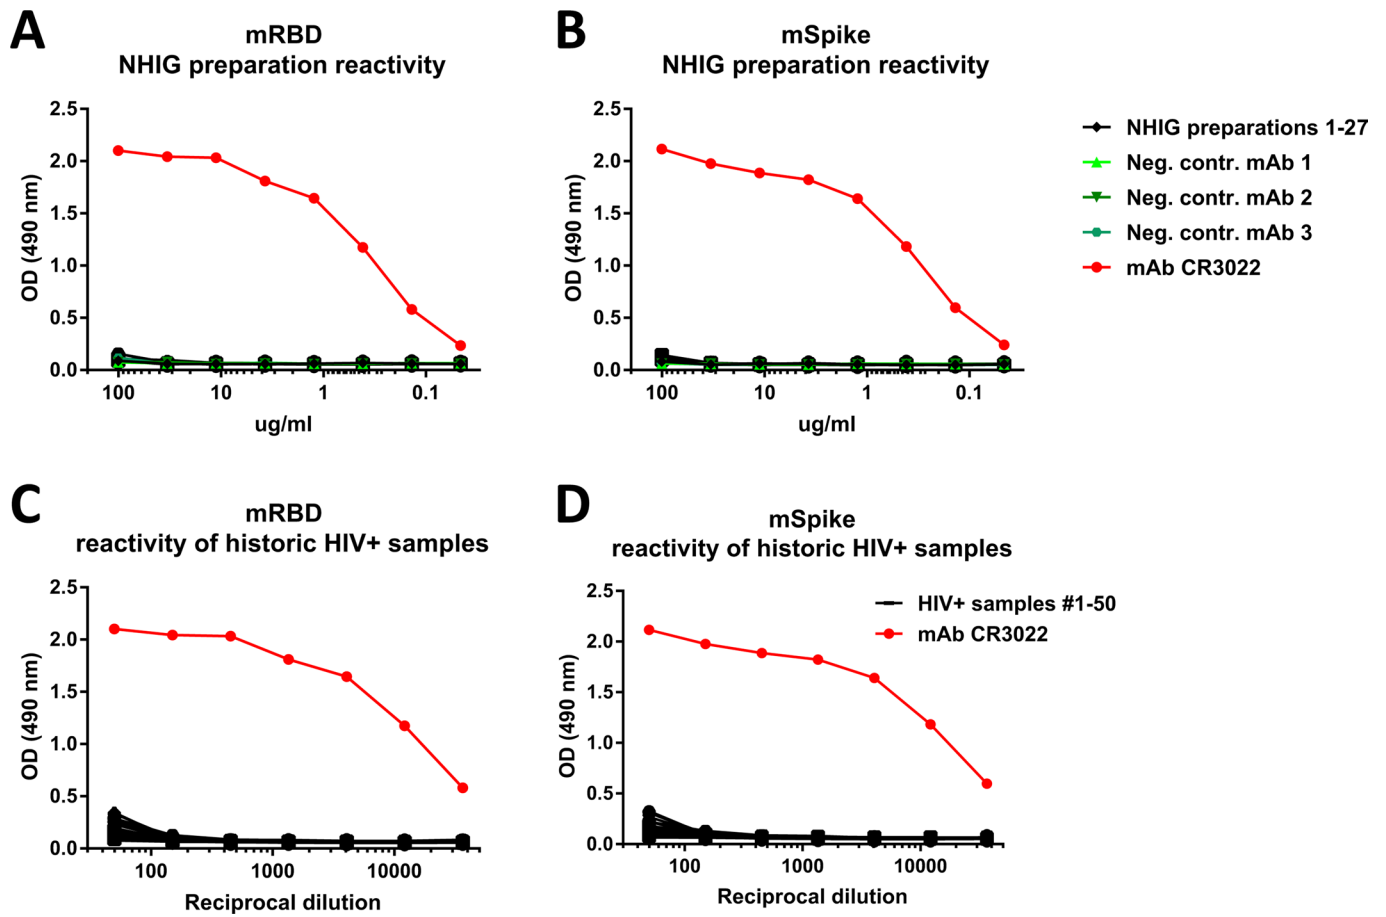 A
mRBD
NHIG preparation reactivity
2.5
2.0
1.5
1.0
0.5
0.0
OD (490 nm)
100
10
1
0.1
ug/ml
B
mSpike
NHIG preparation reactivity
2.5
2.0
1.5
1.0
0.5
0.0
OD (490 nm)
100
10
1
0.1
ug/ml
NHIG preparations 1-27
Neg. contr. mAb 1
Neg. contr. mAb 2
Neg. contr. mAb 3
mAb CR3022
C
mRBD
reactivity of historic HIV+ samples
2.5
2.0
1.5
1.0
0.5
0.0
OD (490 nm)
100
1000
10000
Reciprocal dilution
D
mSpike
reactivity of historic HIV+ samples
2.5
2.0
1.5
1.0
0.5
0.0
OD (490 nm)
100
1000
10000
Reciprocal dilution
HIV+ samples #1-50
mAb CR3022